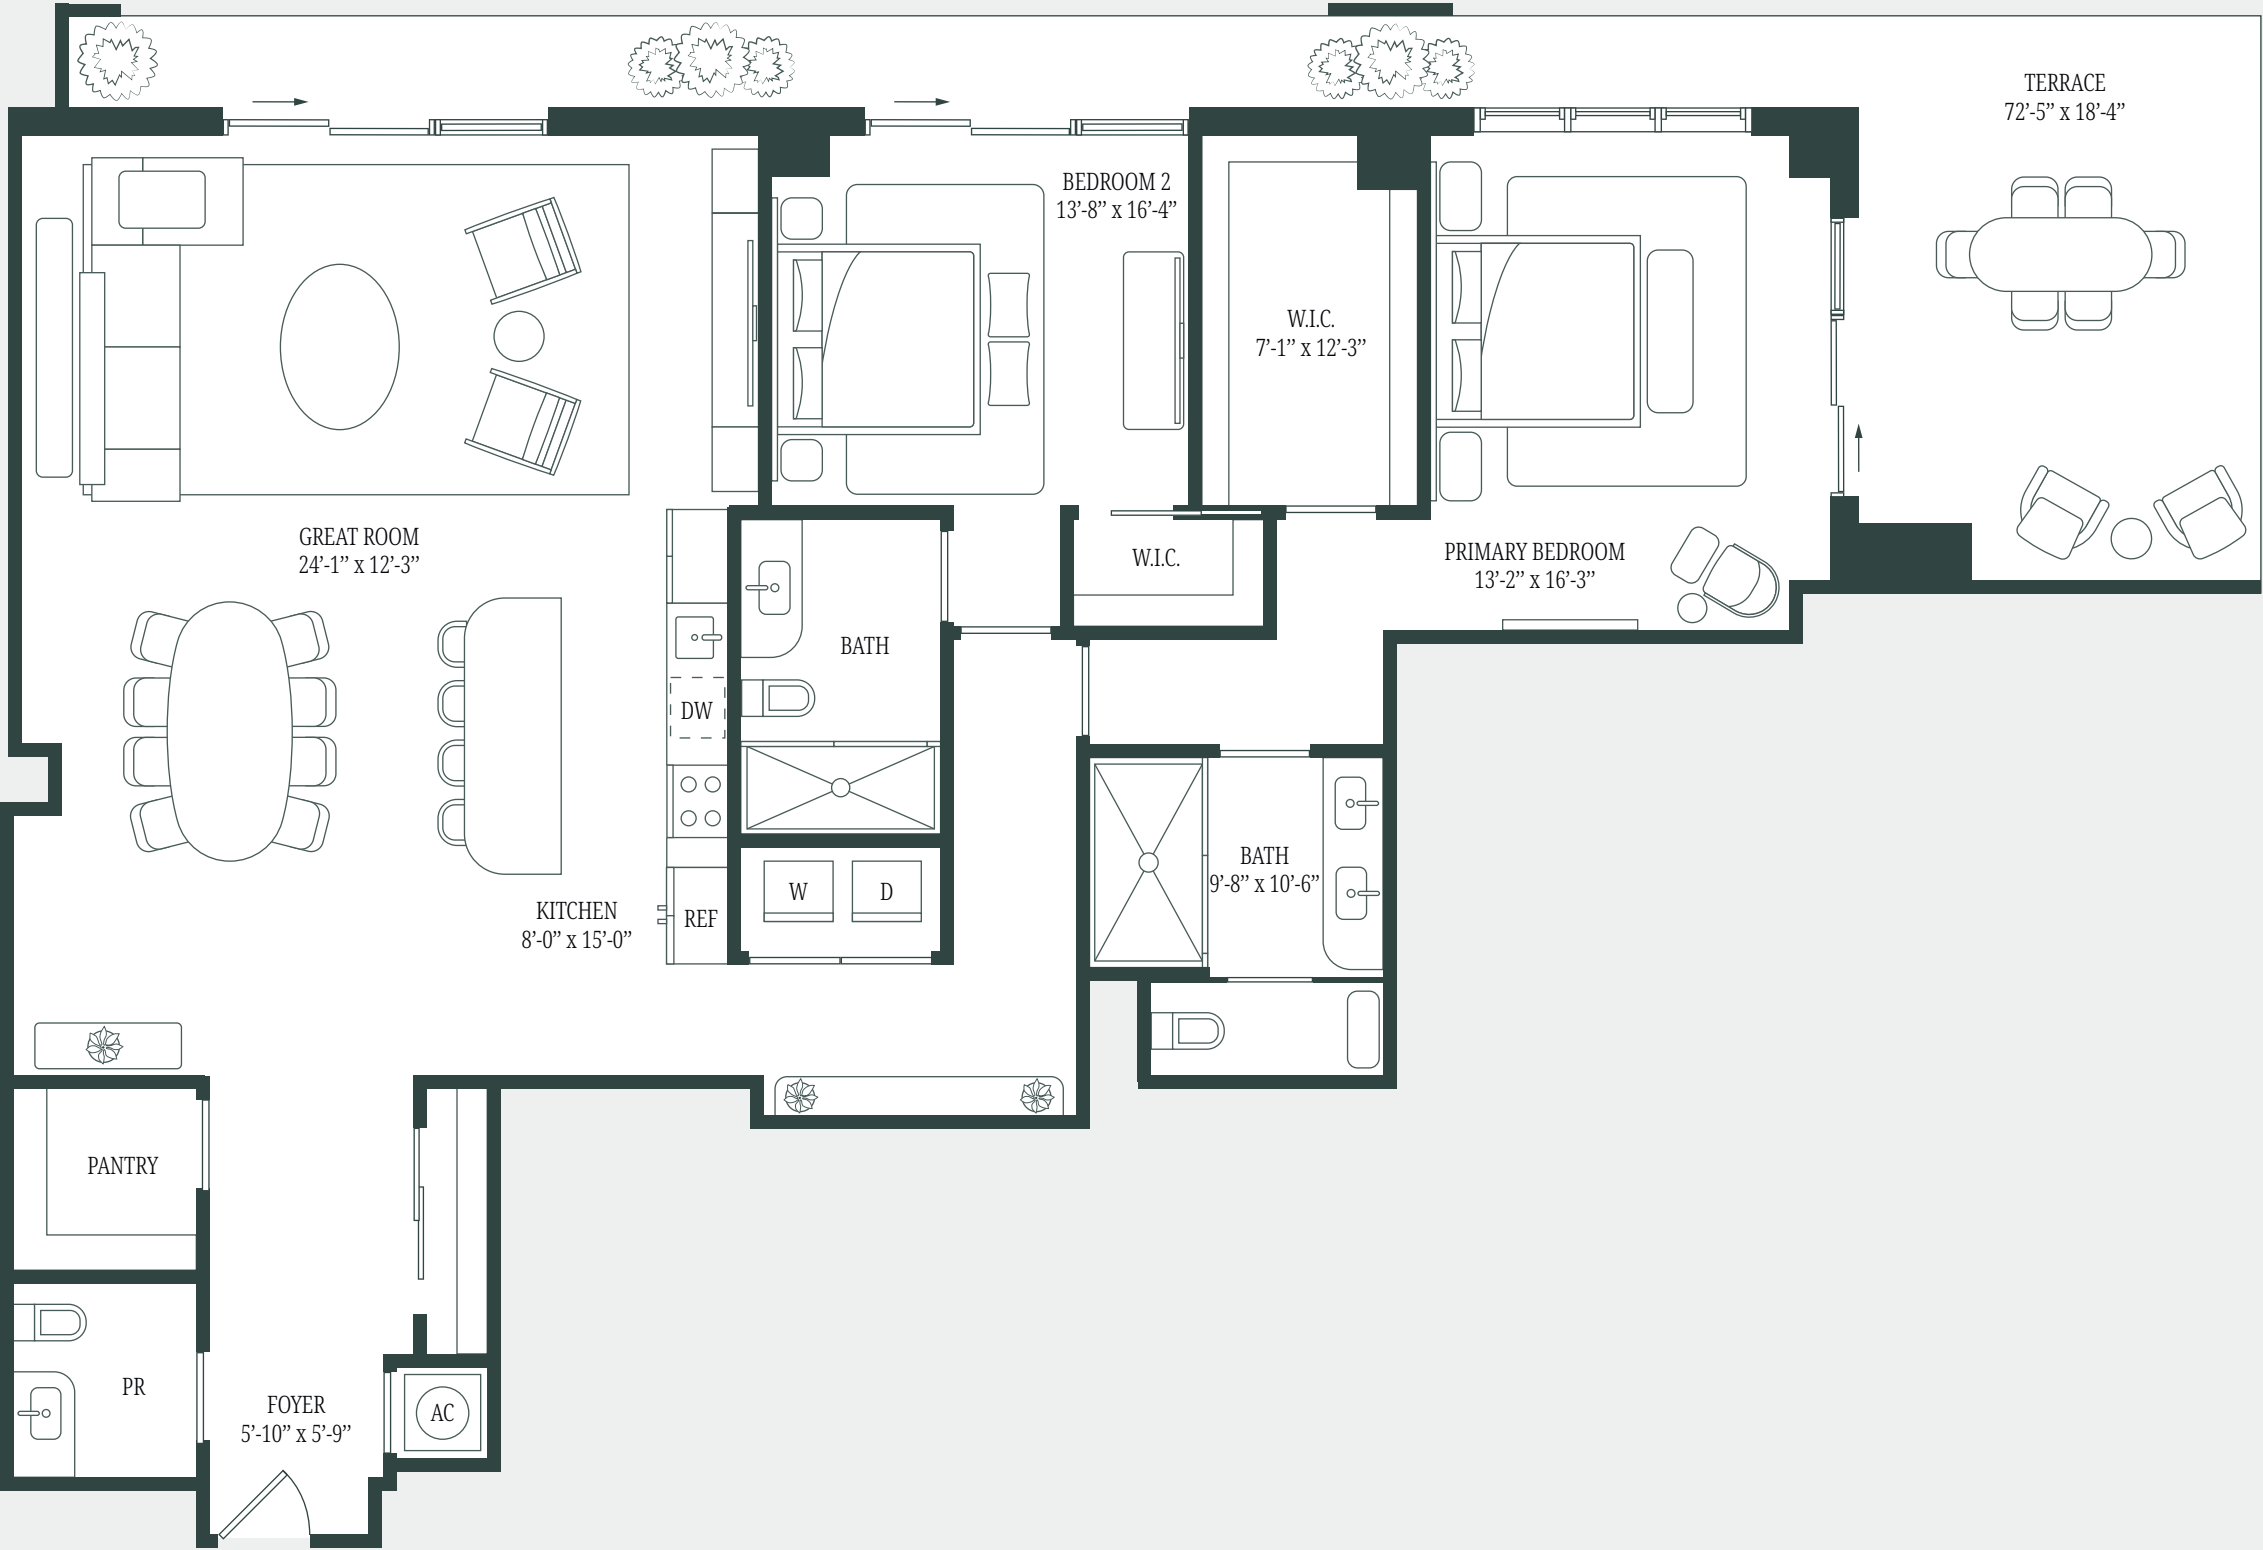 TERRACE
72’-5” x 18’-4”
BEDROOM 2
13’-8” x 16’-4”
W.I.C.
7’-1” x 12’-3”
GREAT ROOM
24’-1” x 12’-3”
W.I.C.
PRIMARY BEDROOM
13’-2” x 16’-3”
BATH
DW
BATH
9’-8” x 10’-6”
W
D
KITCHEN
8’-0” x 15’-0”
REF
PANTRY
PR
FOYER
5’-10” x 5’-9”
AC